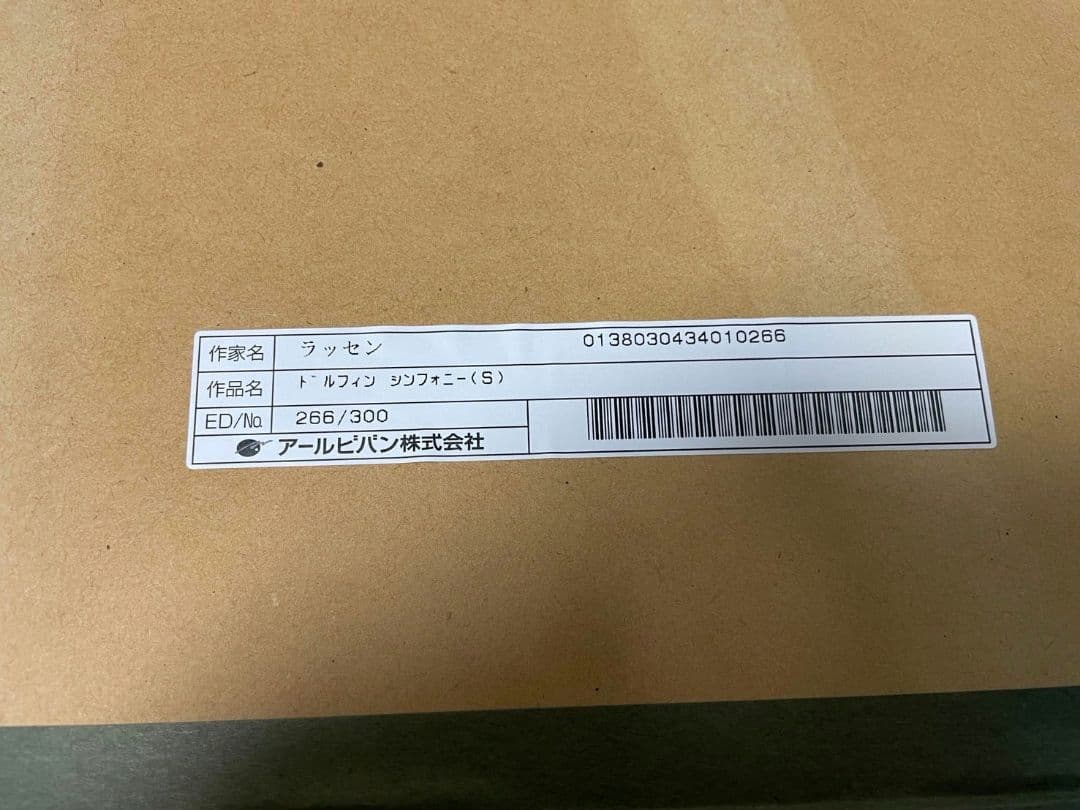 作家名 ラッセン 0138030434010266
作品名 ドルフィン シンフォニー(S)
ED/No. 266/300
アールビバン株式会社